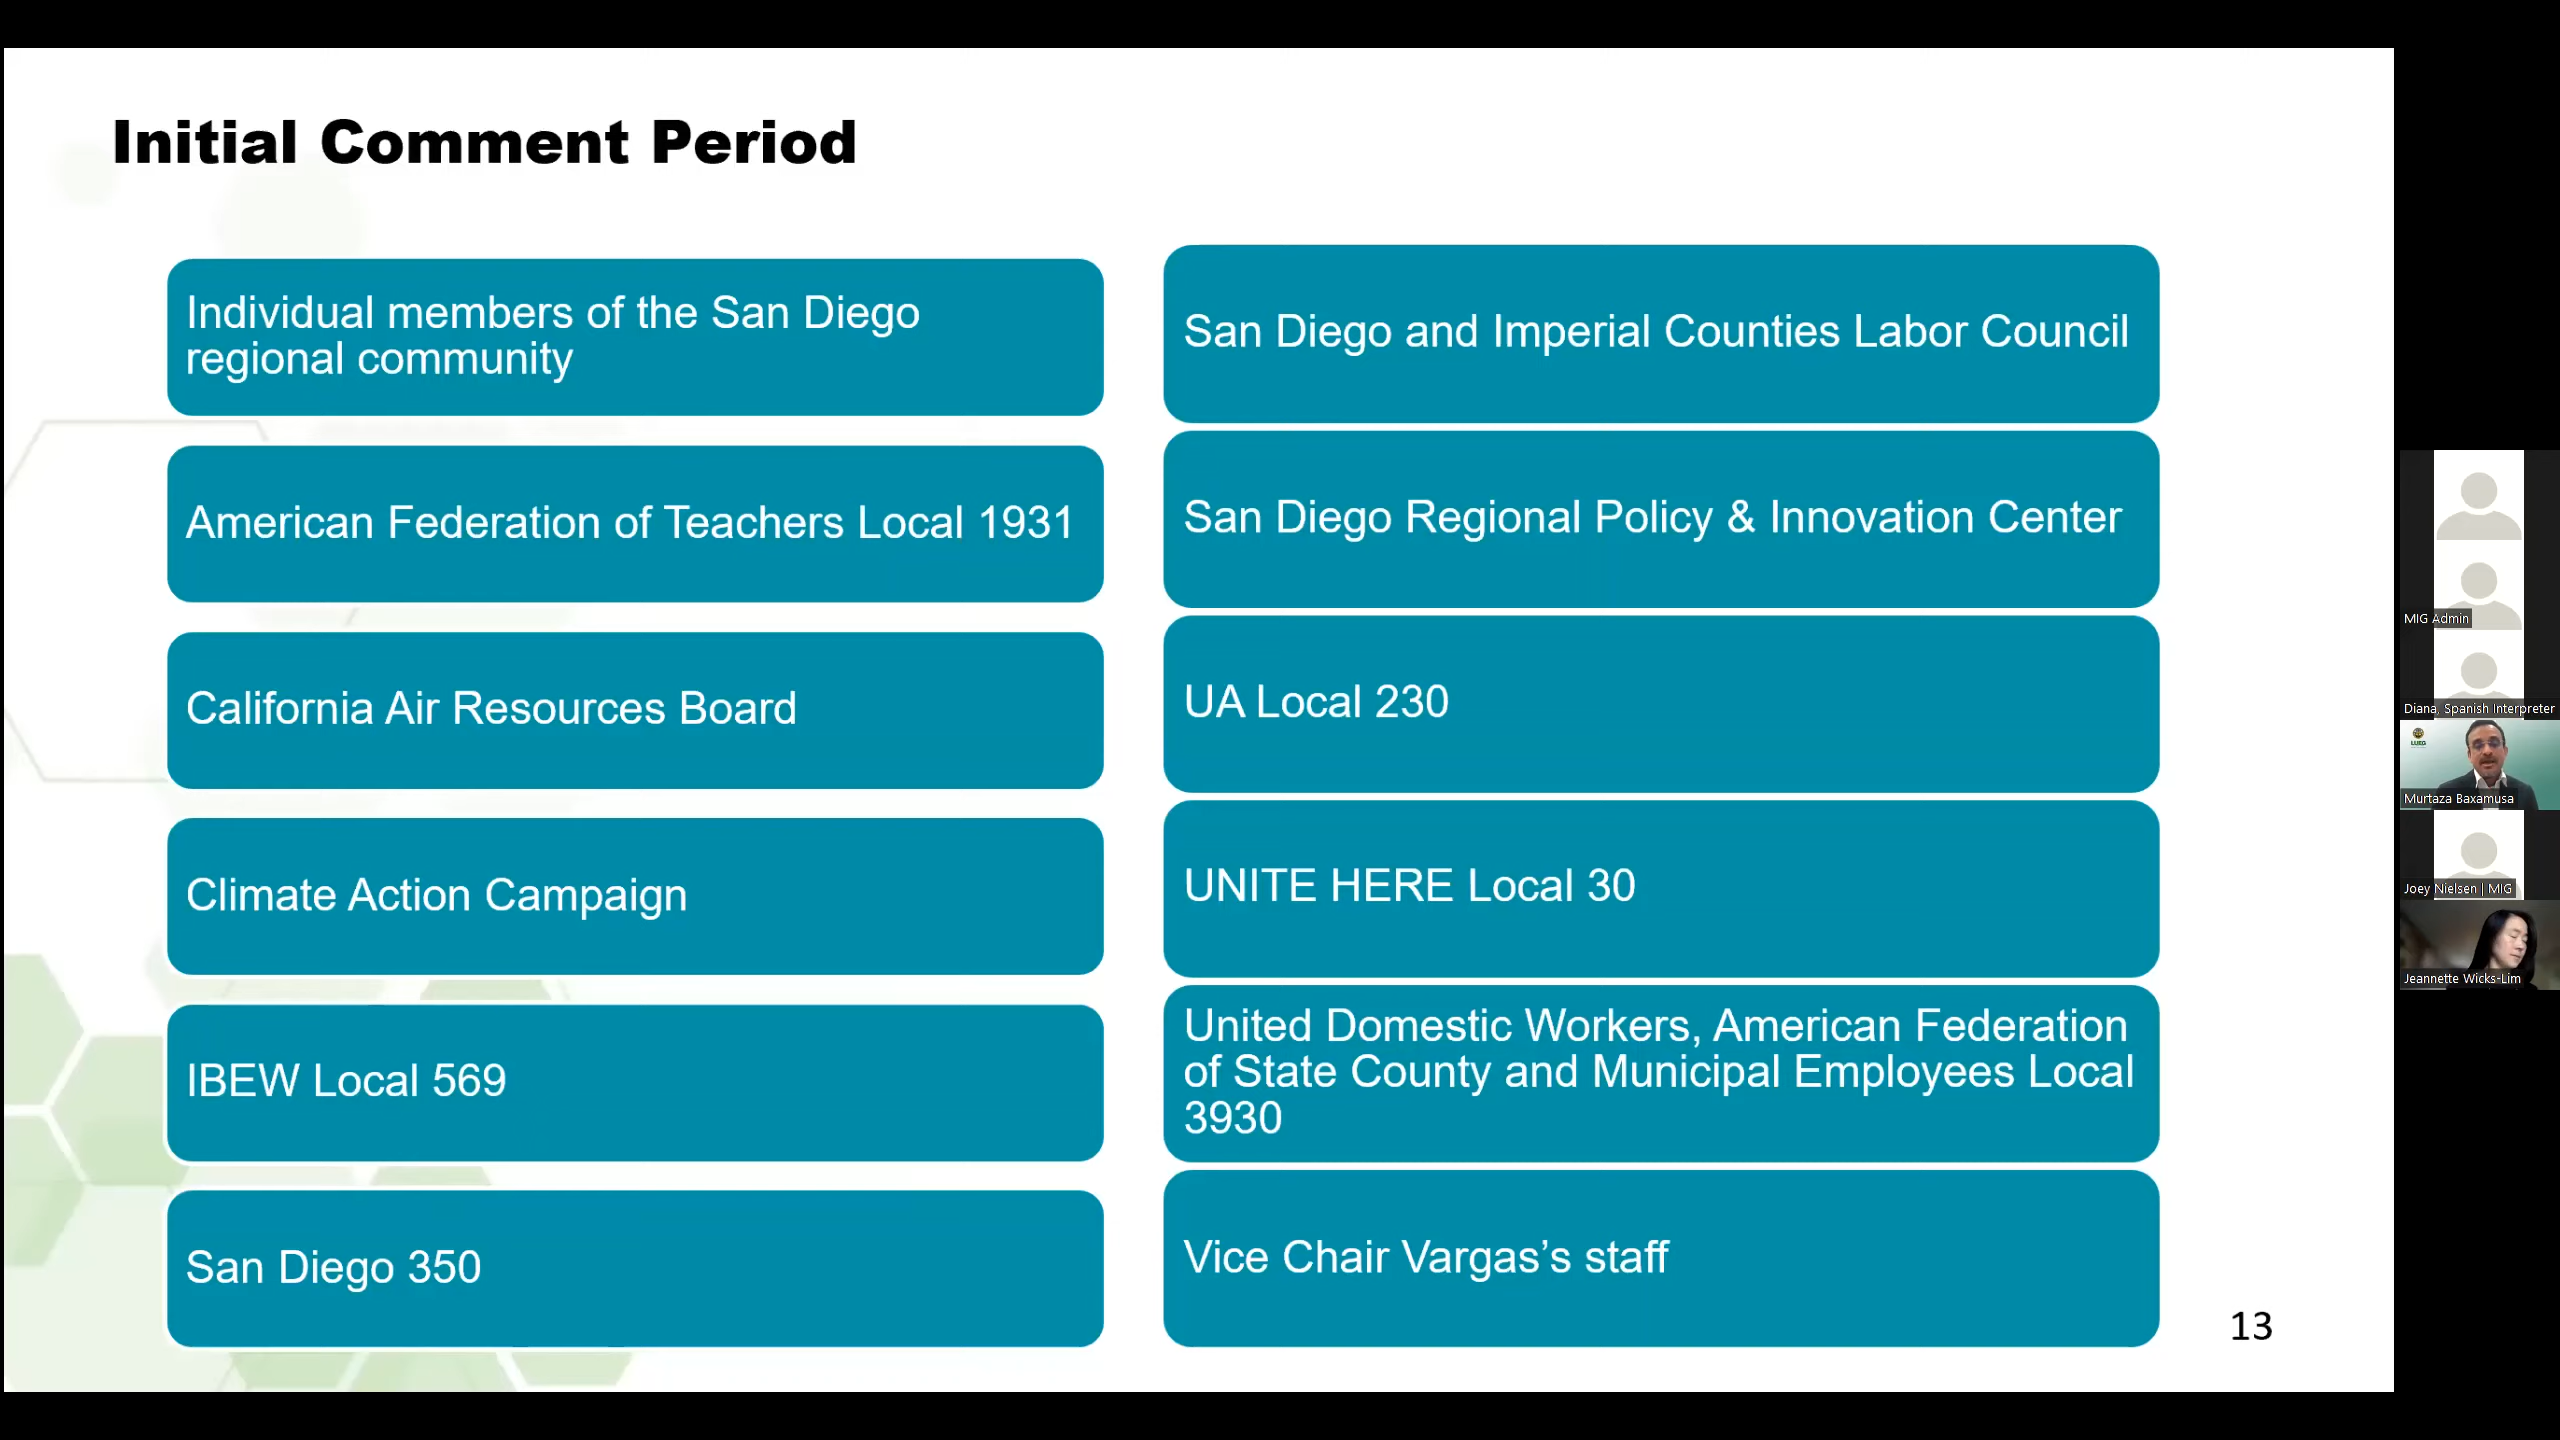 Initial Comment Period
Individual members of the San Diego
regional community
American Federation of Teachers Local 1931
California Air Resources Board
Climate Action Campaign
IBEW Local 569
San Diego 350
San Diego and Imperial Counties Labor Council
San Diego Regional Policy & Innovation Center
UA Local 230
UNITE HERE Local 30
United Domestic Workers, American Federation
of State County and Municipal Employees Local
3930
Vice Chair Vargas’s staff
13
MIG Admin
Diana, Spanish Interpreter
LUEG
Murtaza Baxamusa
Joey Nielsen | MIG
Jeannette Wicks-Lim